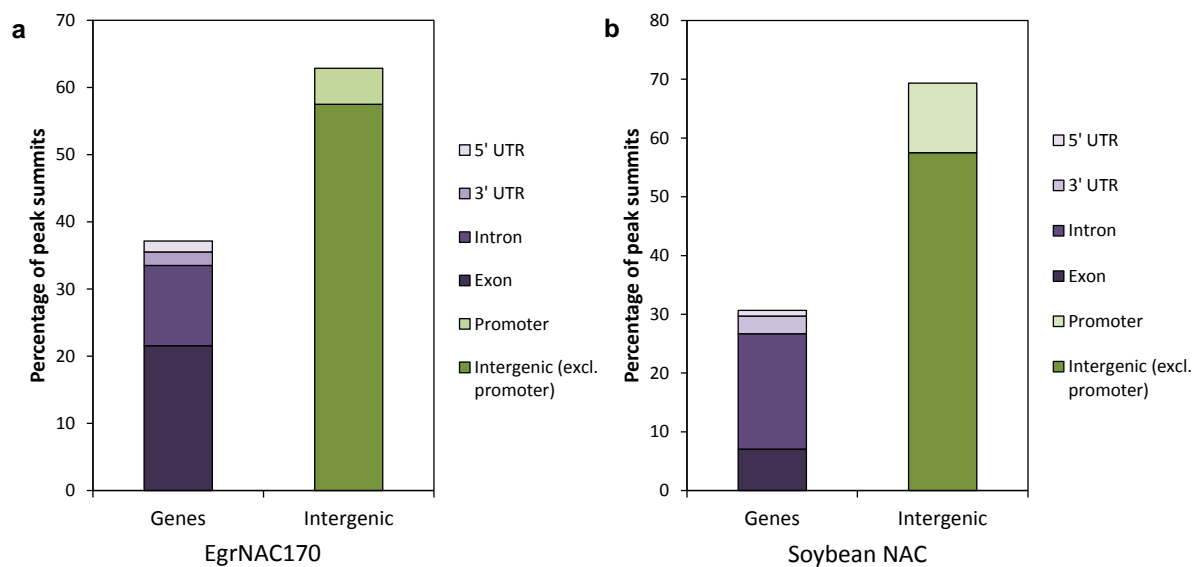 a
Percentage of peak summits
70
60
50
40
30
20
10
0
Genes
Intergenic
EgrNAC170
5' UTR
3' UTR
Intron
Exon
Promoter
Intergenic (excl.
promoter)
b
Percentage of peak summits
80
70
60
50
40
30
20
10
0
Genes
Intergenic
Soybean NAC
5' UTR
3' UTR
Intron
Exon
Promoter
Intergenic (excl.
promoter)